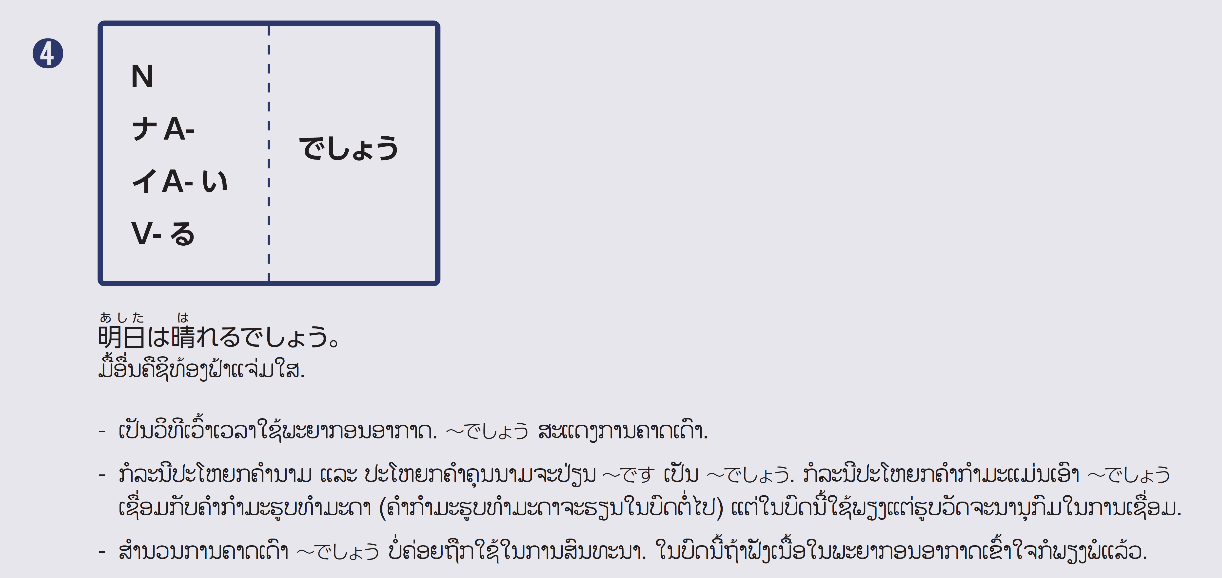 4
N
ナ A-
イ A- い
V- る
でしょう
あした は
明日は晴れるでしょう。
ມື້ອື່ນຄືຊິທ້ອງຟ້າແຈ່ມໃສ.
- ເປັນວິທີເວົ້າເວລາໃຊ້ພະຍາກອນອາກາດ. ～でしょう ສະແດງການຄາດເດົາ.
- ກໍລະນີປະໂຫຍກຄຳນາມ ແລະ ປະໂຫຍກຄຳຄຸນນາມຈະປ່ຽນ ～です ເປັນ ～でしょう. ກໍລະນີປະໂຫຍກຄຳກຳມະແມ່ນເອົາ ～でしょう
ເຊື່ອມກັບຄຳກຳມະຮູບທຳມະດາ (ຄຳກຳມະຮູບທຳມະດາຈະຮຽນໃນບົດຕໍ່ໄປ) ແຕ່ໃນບົດນີ້ໃຊ້ພຽງແຕ່ຮູບວັດຈະນານຸກົມໃນການເຊື່ອມ.
- ສຳນວນການຄາດເດົາ ～でしょう ບໍ່ຄ່ອຍຖືກໃຊ້ໃນການສົນທະນາ. ໃນບົດນີ້ຖ້າຟັງເນື້ອໃນພະຍາກອນອາກາດເຂົ້າໃຈກໍພຽງພໍແລ້ວ.